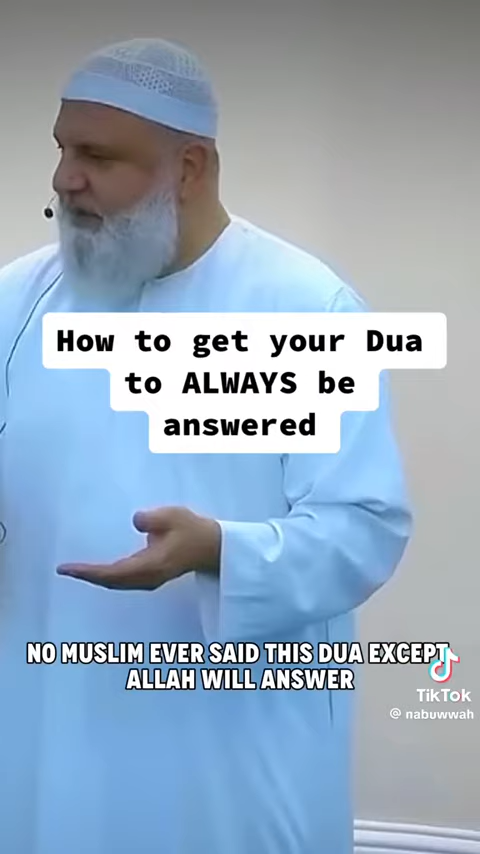 How to get your Dua
to ALWAYS be
answered
NO MUSLIM EVER SAID THIS DUA EXCEPT
ALLAH WILL ANSWER
TikTok
@ nabuwwah